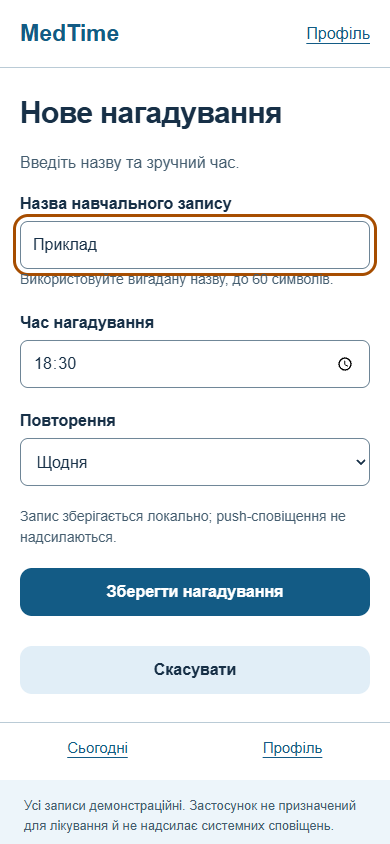 MedTime
Профіль
Нове нагадування
Введіть назву та зручний час.
Назва навчального запису
Приклад
Використовуйте вигадану назву, до 60 символів.
Час нагадування
18:30
Повторення
Щодня
Запис зберігається локально; push-сповіщення не
надсилаються.
Зберегти нагадування
Скасувати
Сьогодні
Профіль
Усі записи демонстраційні. Застосунок не призначений
для лікування й не надсилає системних сповіщень.